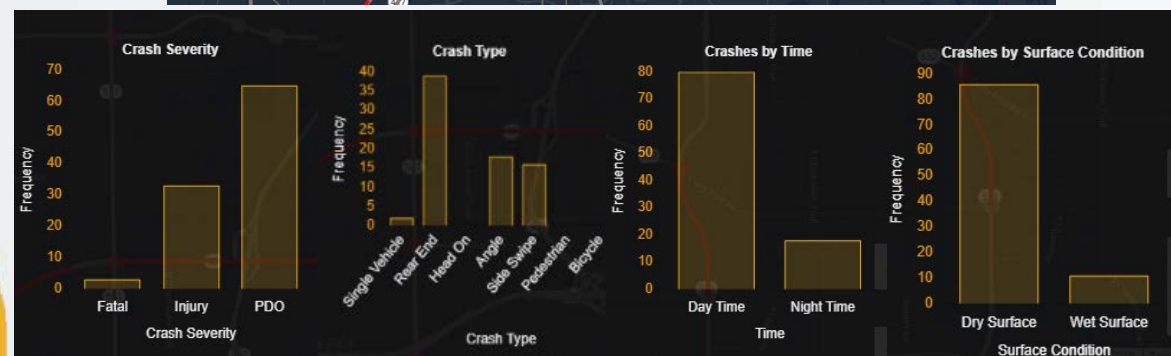 Crash Severity
70
60
50
40
30
20
10
0
Frequency
Fatal
Injury
PDO
Crash Severity
Crash Type
40
35
30
25
20
15
10
5
0
Frequency
Single Vehicle
Rear End
Head On
Angle
Side Swipe
Pedestrian
Bicycle
Crash Type
Crashes by Time
80
70
60
50
40
30
20
10
0
Frequency
Day Time
Night Time
Time
Crashes by Surface Condition
90
80
70
60
50
40
30
20
10
0
Frequency
Dry Surface
Wet Surface
Surface Condition